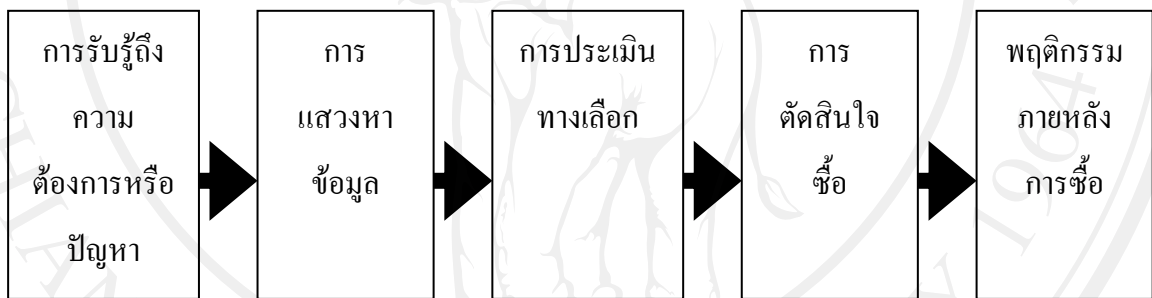 การรับรู้ถึง
ความ
ต้องการหรือ
ปัญหา
การ
แสวงหา
ข้อมูล
การประเมิน
ทางเลือก
การ
ตัดสินใจ
ซื้อ
พฤติกรรม
ภายหลัง
การซื้อ
1964